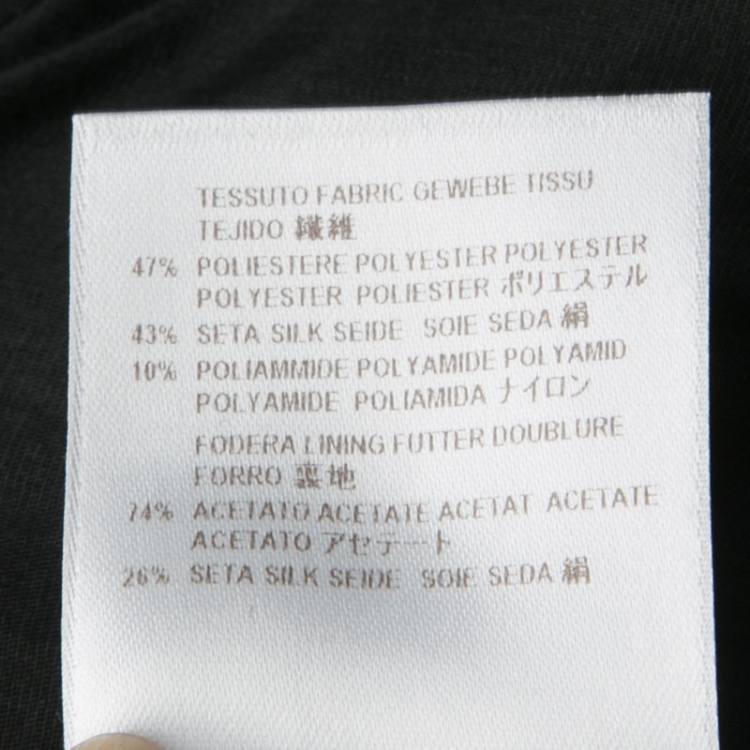 TESSUTO FABRIC GEWEBE TISSU
TEJIDO 繊維
47% POLIESTERE POLYESTER POLYESTER
POLYESTER POLIESTER ポリエステル
43% SETA SILK SEIDE SOIE SEDA 絹
10% POLIAMMIDE POLYAMIDE POLYAMID
POLYAMIDE POLIAMIDA ナイロン
FODERA LINING FUTTER DOUBLURE
FORRO 裏地
74% ACETATO ACETATE ACETAT ACETATE
ACETATO アセテート
26% SETA SILK SEIDE SOIE SEDA 絹